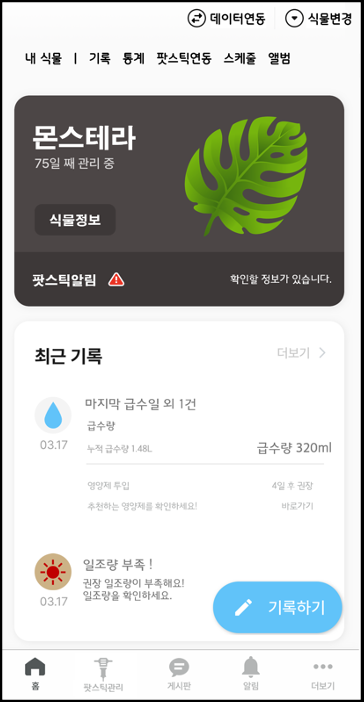 데이터연동 식물변경
내 식물 | 기록 통계 팟스틱연동 스케줄 앨범
몬스테라
75일 째 관리 중
식물정보
팟스틱알림 확인할 정보가 있습니다.
최근 기록 더보기 >
마지막 급수일 외 1건
급수량
03.17 누적 급수량 1.48L 급수량 320ml
영양제 투입 4일 후 권장
추천하는 영양제를 확인하세요! 바로가기
일조량 부족 !
권장 일조량이 부족해요!
일조량을 확인하세요.
03.17
기록하기
홈 팟스틱관리 게시판 알림 더보기